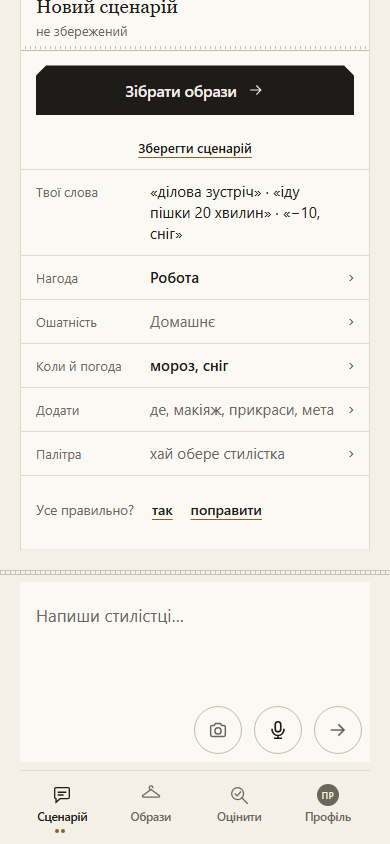 Новий сценарій
не збережений
Зібрати образи →
Зберегти сценарій
Твої слова
«ділова зустріч» · «іду
пішки 20 хвилин» · «−10,
сніг»
Нагода Робота
Ошатність Домашнє
Коли й погода мороз, сніг
Додати де, макіяж, прикраси, мета
Палітра хай обере стилістка
Усе правильно? так поправити
Напиши стилістці...
ПР
Сценарій Образи Оцінити Профіль